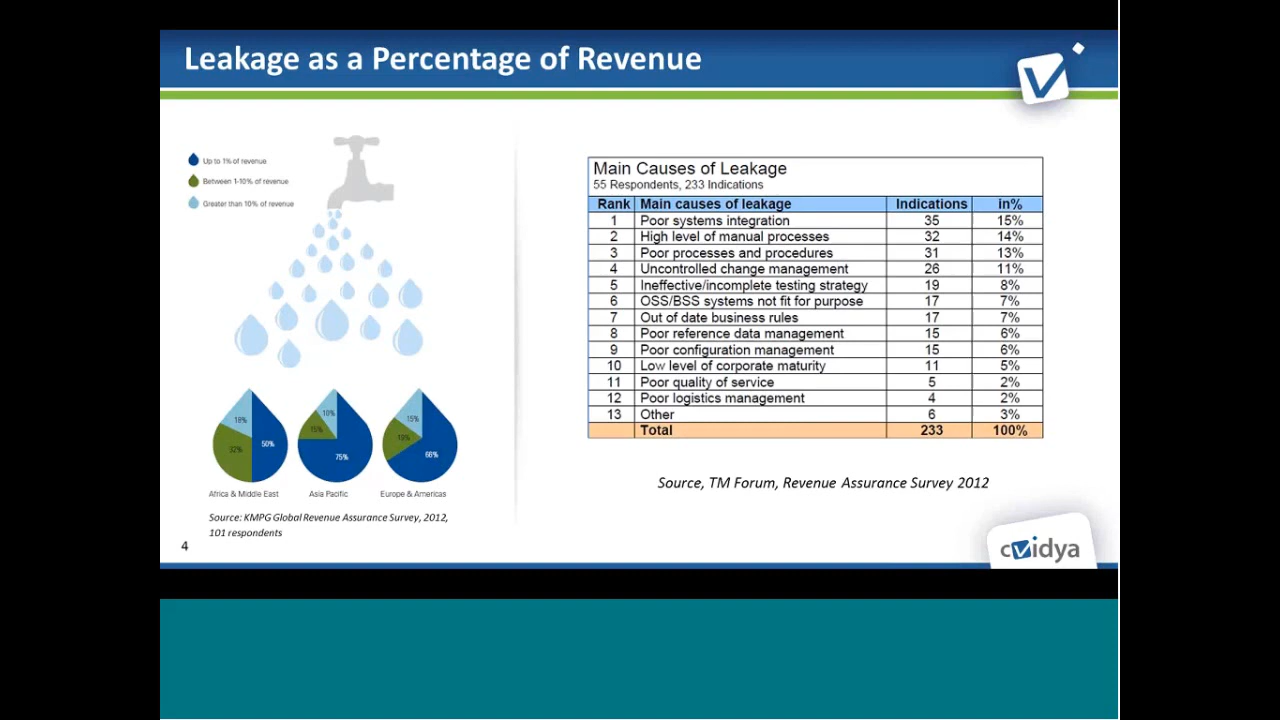 Leakage as a Percentage of Revenue
Up to 1% of revenue
Between 1-10% of revenue
Greater than 10% of revenue
18%
32%
50%
10%
15%
75%
15%
66%
Africa & Middle East
Asia Pacific
Europe & Americas
Source: KMPG Global Revenue Assurance Survey, 2012,
101 respondents
4
Main Causes of Leakage
55 Respondents, 233 Indications
Rank Main causes of leakage Indications in%
1 Poor systems integration 35 15%
2 High level of manual processes 32 14%
3 Poor processes and procedures 31 13%
4 Uncontrolled change management 26 11%
5 Ineffective/incomplete testing strategy 19 8%
6 OSS/BSS systems not fit for purpose 17 7%
7 Out of date business rules 17 7%
8 Poor reference data management 15 6%
9 Poor configuration management 15 6%
10 Low level of corporate maturity 11 5%
11 Poor quality of service 5 2%
12 Poor logistics management 4 2%
13 Other 6 3%
Total 233 100%
Source, TM Forum, Revenue Assurance Survey 2012
cvidya